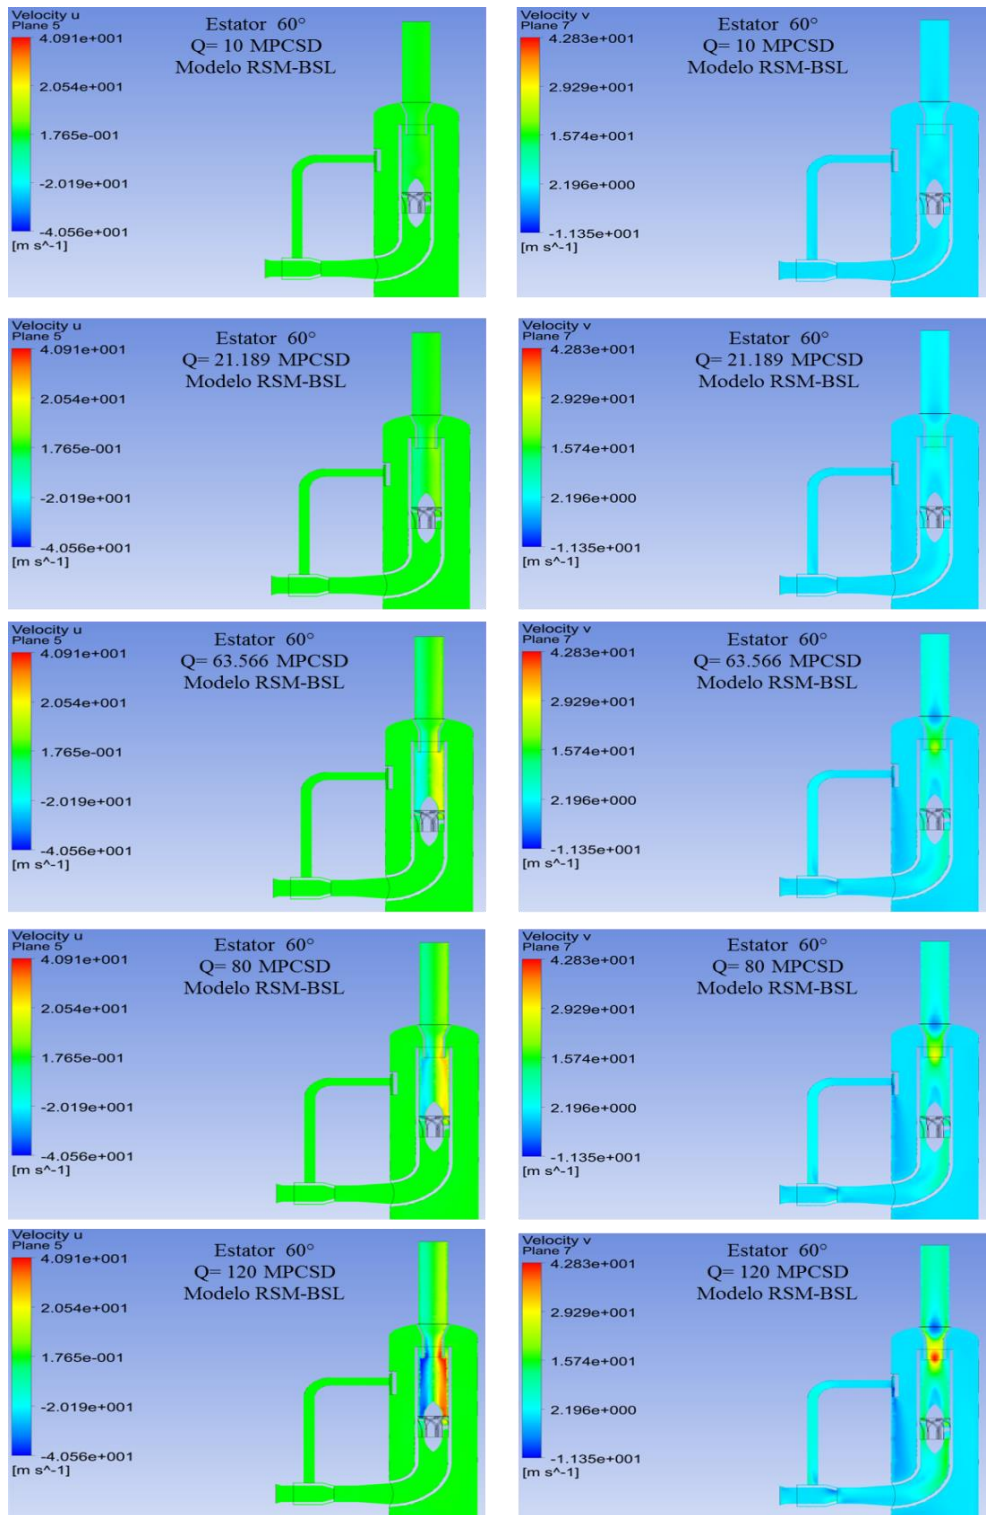 Velocity u
Plane 5
4.091e+001
2.054e+001
1.765e-001
-2.019e+001
-4.056e+001
[m s^-1]
Estator 60°
Q= 10 MPCSD
Modelo RSM-BSL
Velocity v
Plane 7
4.283e+001
2.929e+001
1.574e+001
2.196e+000
-1.135e+001
[m s^-1]
Estator 60°
Q= 10 MPCSD
Modelo RSM-BSL
Velocity u
Plane 5
4.091e+001
2.054e+001
1.765e-001
-2.019e+001
-4.056e+001
[m s^-1]
Estator 60°
Q= 21.189 MPCSD
Modelo RSM-BSL
Velocity v
Plane 7
4.283e+001
2.929e+001
1.574e+001
2.196e+000
-1.135e+001
[m s^-1]
Estator 60°
Q= 21.189 MPCSD
Modelo RSM-BSL
Velocity u
Plane 5
4.091e+001
2.054e+001
1.765e-001
-2.019e+001
-4.056e+001
[m s^-1]
Estator 60°
Q= 63.566 MPCSD
Modelo RSM-BSL
Velocity v
Plane 7
4.283e+001
2.929e+001
1.574e+001
2.196e+000
-1.135e+001
[m s^-1]
Estator 60°
Q= 63.566 MPCSD
Modelo RSM-BSL
Velocity u
Plane 5
4.091e+001
2.054e+001
1.765e-001
-2.019e+001
-4.056e+001
[m s^-1]
Estator 60°
Q= 80 MPCSD
Modelo RSM-BSL
Velocity v
Plane 7
4.283e+001
2.929e+001
1.574e+001
2.196e+000
-1.135e+001
[m s^-1]
Estator 60°
Q= 80 MPCSD
Modelo RSM-BSL
Velocity u
Plane 5
4.091e+001
2.054e+001
1.765e-001
-2.019e+001
-4.056e+001
[m s^-1]
Estator 60°
Q= 120 MPCSD
Modelo RSM-BSL
Velocity v
Plane 7
4.283e+001
2.929e+001
1.574e+001
2.196e+000
-1.135e+001
[m s^-1]
Estator 60°
Q= 120 MPCSD
Modelo RSM-BSL